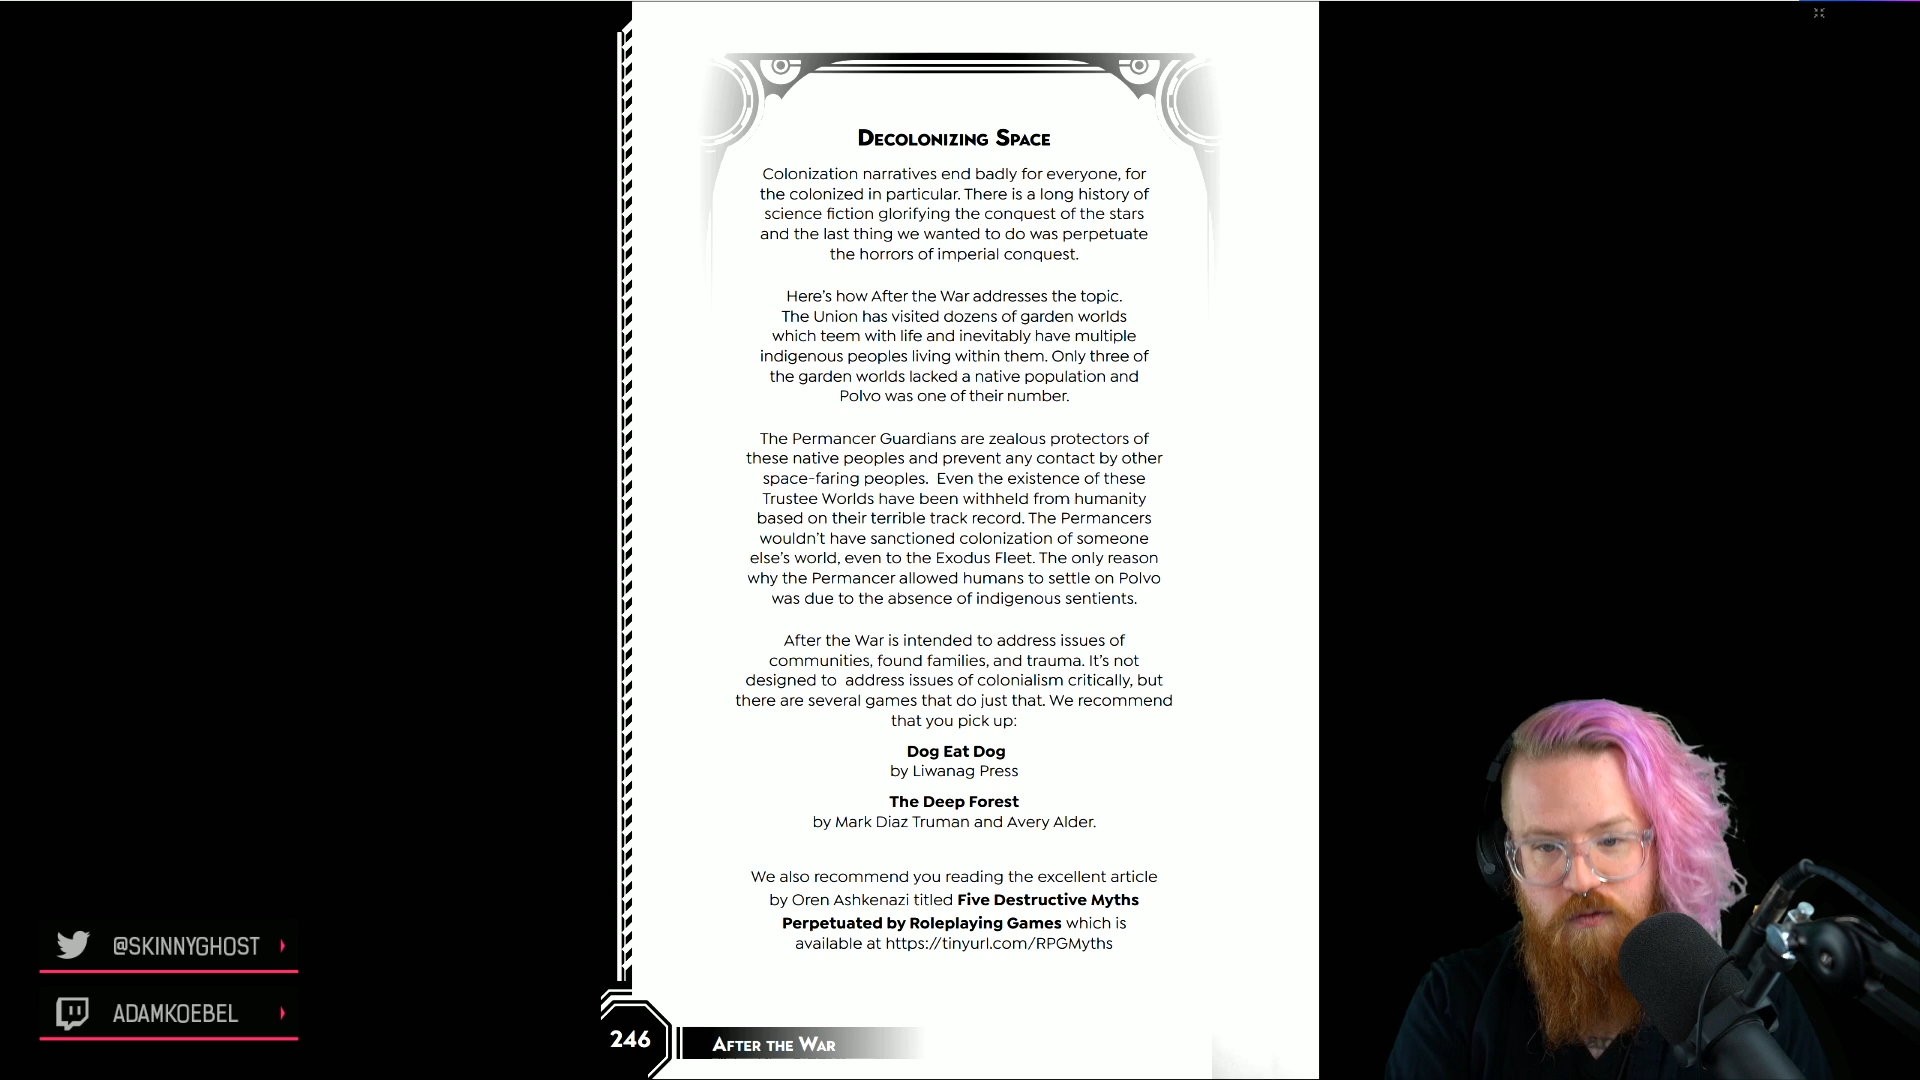 Decolonizing Space
Colonization narratives end badly for everyone, for
the colonized in particular. There is a long history of
science fiction glorifying the conquest of the stars
and the last thing we wanted to do was perpetuate
the horrors of imperial conquest.
Here's how After the War addresses the topic.
The Union has visited dozens of garden worlds
which teem with life and inevitably have multiple
indigenous peoples living within them. Only three of
the garden worlds lacked a native population and
Polvo was one of their number.
The Permancer Guardians are zealous protectors of
these native peoples and prevent any contact by other
space-faring peoples.  Even the existence of these
Trustee Worlds have been withheld from humanity
based on their terrible track record. The Permancers
wouldn't have sanctioned colonization of someone
else's world, even to the Exodus Fleet. The only reason
why the Permancer allowed humans to settle on Polvo
was due to the absence of indigenous sentients.
After the War is intended to address issues of
communities, found families, and trauma. It's not
designed to  address issues of colonialism critically, but
there are several games that do just that. We recommend
that you pick up:
Dog Eat Dog
by Liwanag Press
The Deep Forest
by Mark Diaz Truman and Avery Alder.
We also recommend you reading the excellent article
by Oren Ashkenazi titled Five Destructive Myths
Perpetuated by Roleplaying Games which is
available at https://tinyurl.com/RPGMyths
246
After the War
@SKINNYGHOST
ADAMKOEBEL